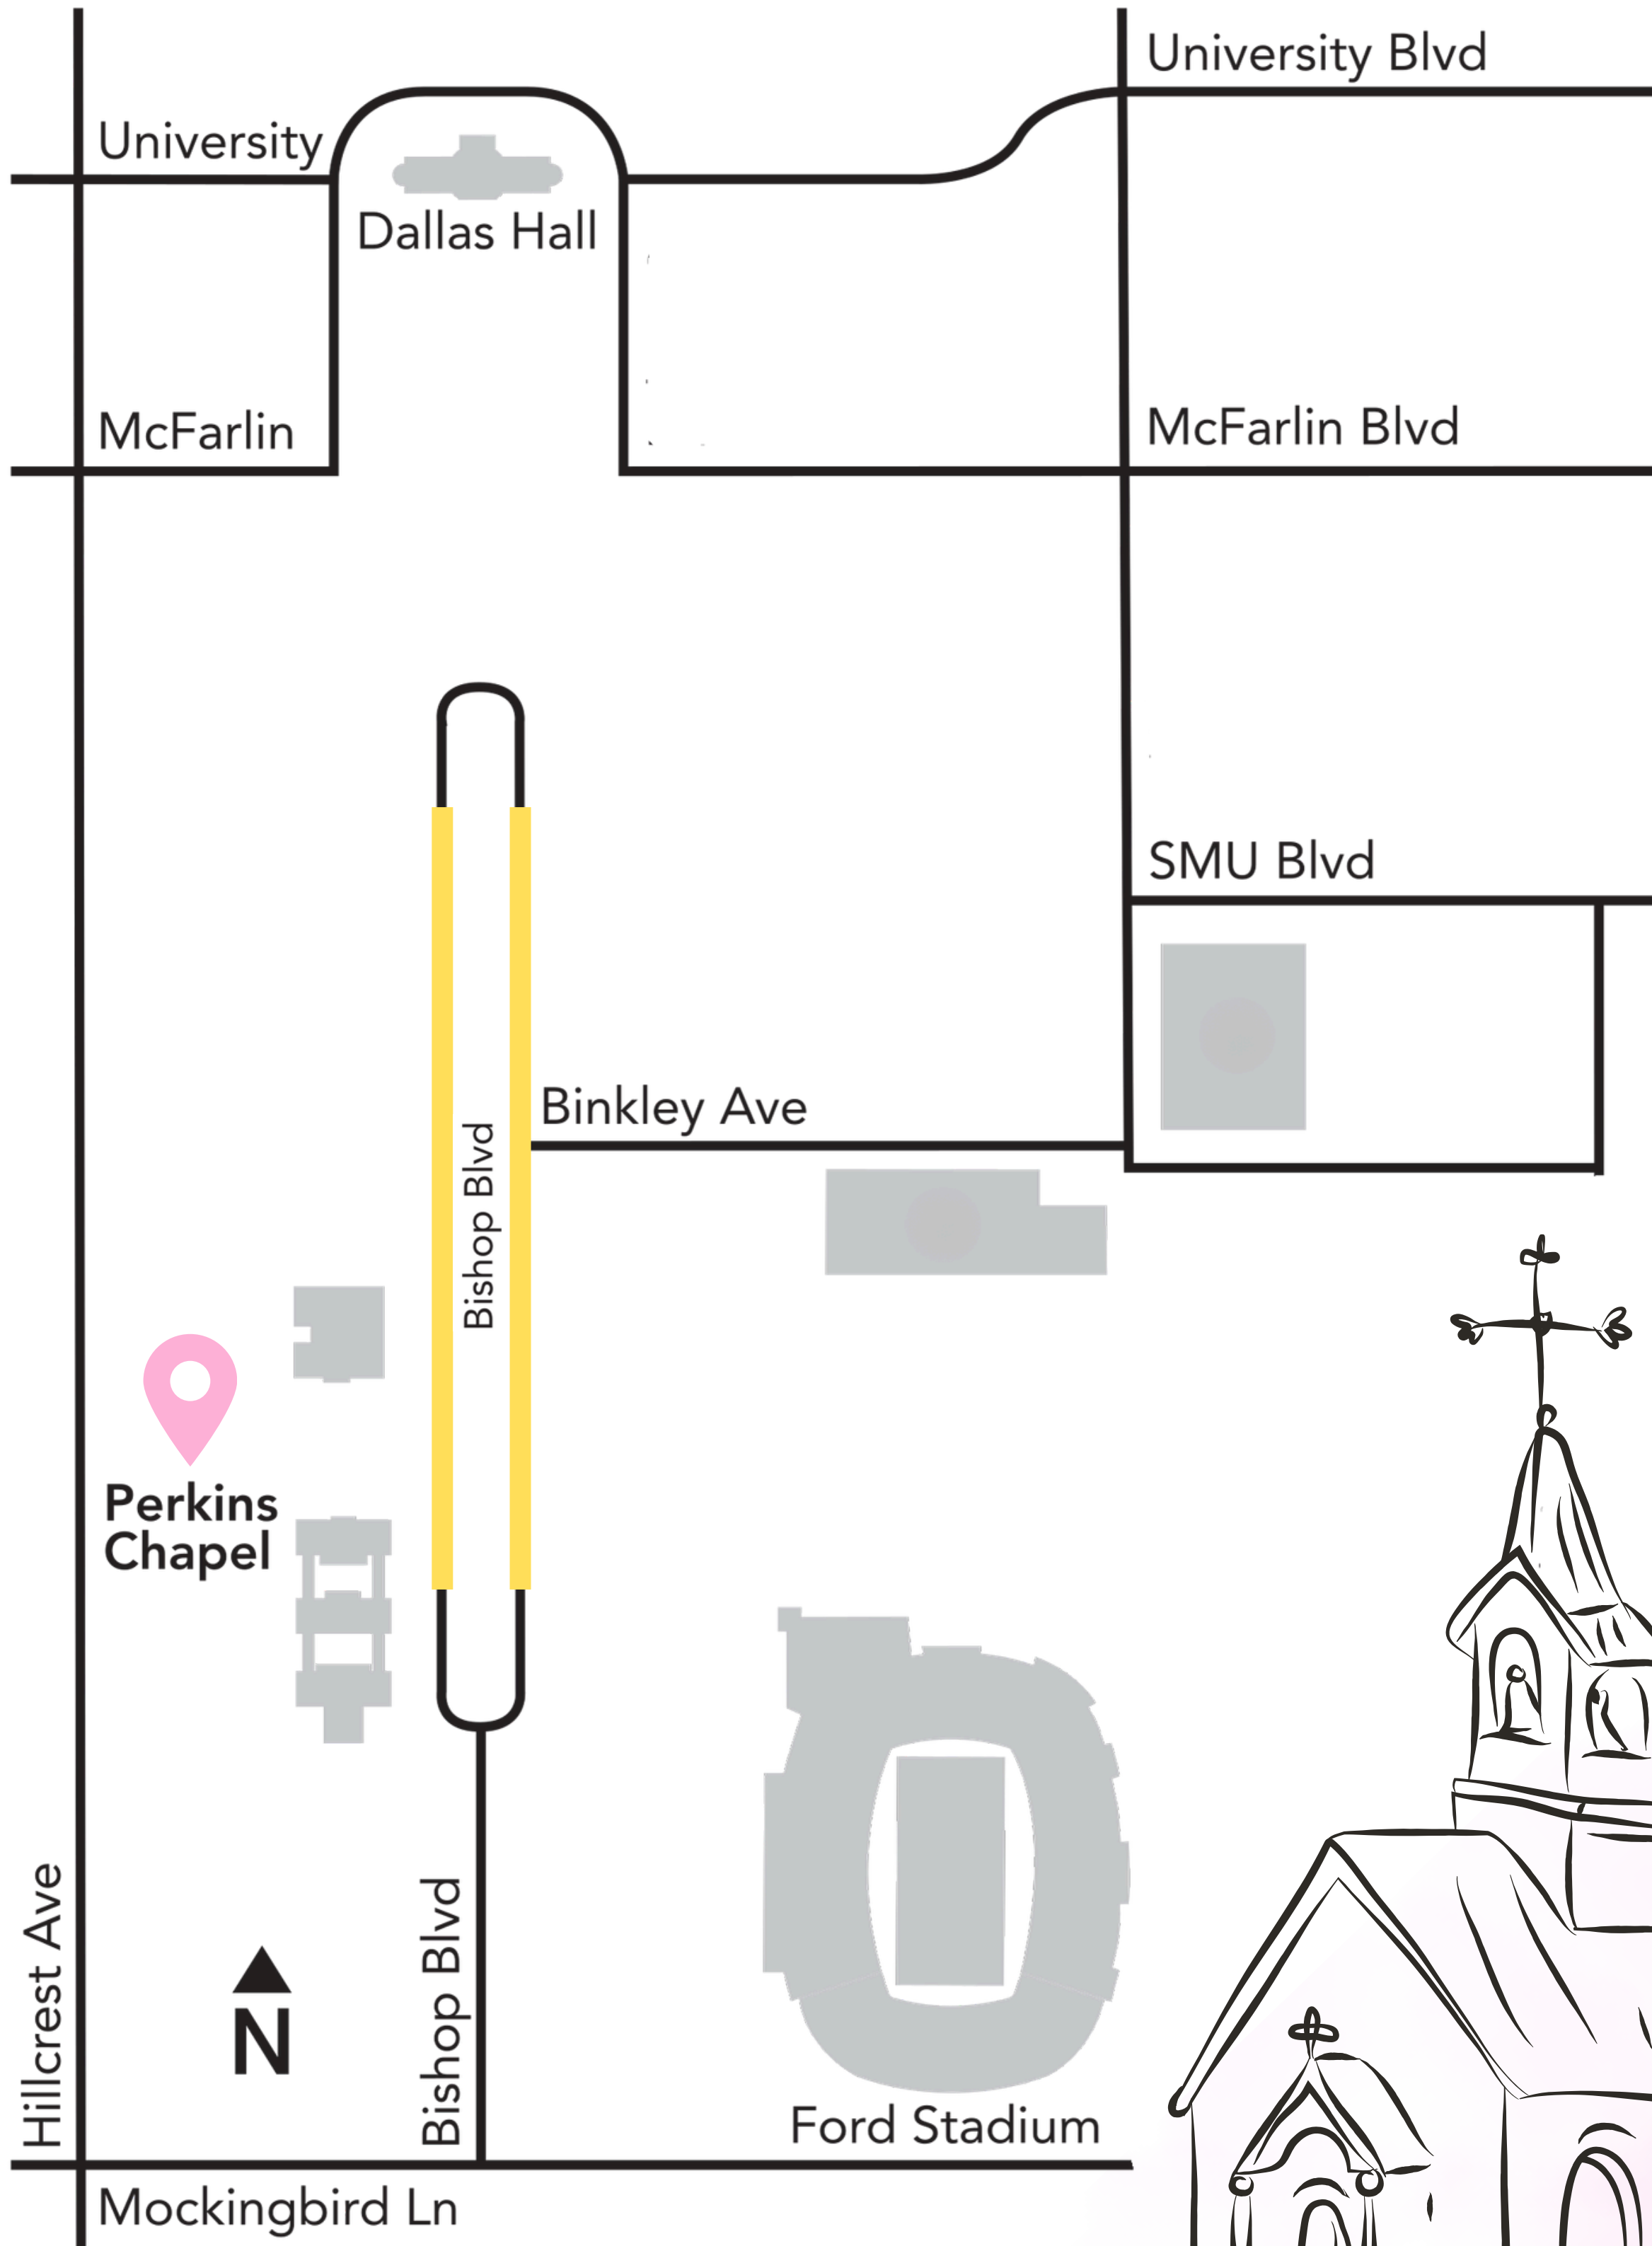 University Blvd
University
Dallas Hall
McFarlin
McFarlin Blvd
SMU Blvd
Binkley Ave
Bishop Blvd
Perkins
Chapel
Hillcrest Ave
N
Bishop Blvd
Ford Stadium
Mockingbird Ln